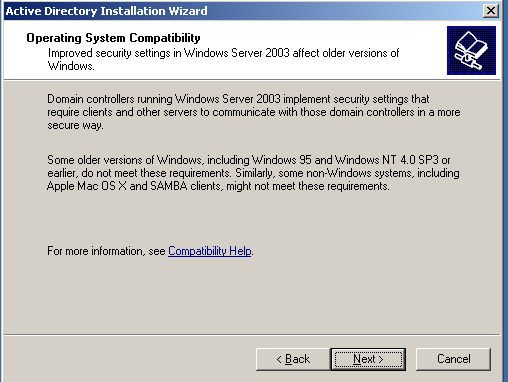 Active Directory Installation Wizard
Operating System Compatibility
Improved security settings in Windows Server 2003 affect older versions of
Windows.
Domain controllers running Windows Server 2003 implement security settings that
require clients and other servers to communicate with those domain controllers in a more
secure way.
Some older versions of Windows, including Windows 95 and Windows NT 4.0 SP3 or
earlier, do not meet these requirements. Similarly, some non-Windows systems, including
Apple Mac OS X and SAMBA clients, might not meet these requirements.
For more information, see Compatibility Help.
< Back
Next >
Cancel